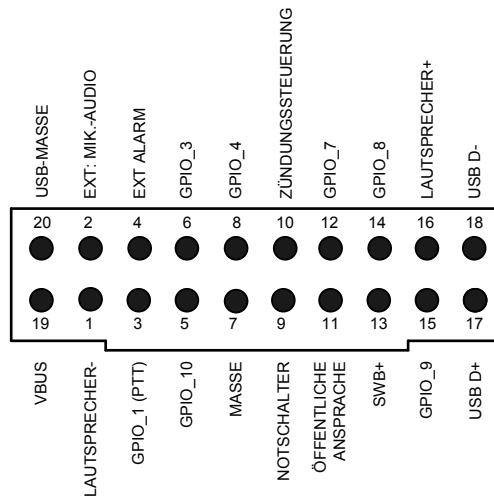 USB-MASSE
EXT: MIK.-AUDIO
EXT ALARM
GPIO_3
GPIO_4
ZÜNDUNGSSTEUERUNG
GPIO_7
GPIO_8
LAUTSPRECHER+
USB D-
20 2 4 6 8 10 12 14 16 18
19 1 3 5 7 9 11 13 15 17
VBUS
LAUTSPRECHER-
GPIO_1 (PTT)
GPIO_10
MASSE
NOTSCHALTER
ÖFFENTLICHE
ANSPRACHE
SWB+
GPIO_9
USB D+